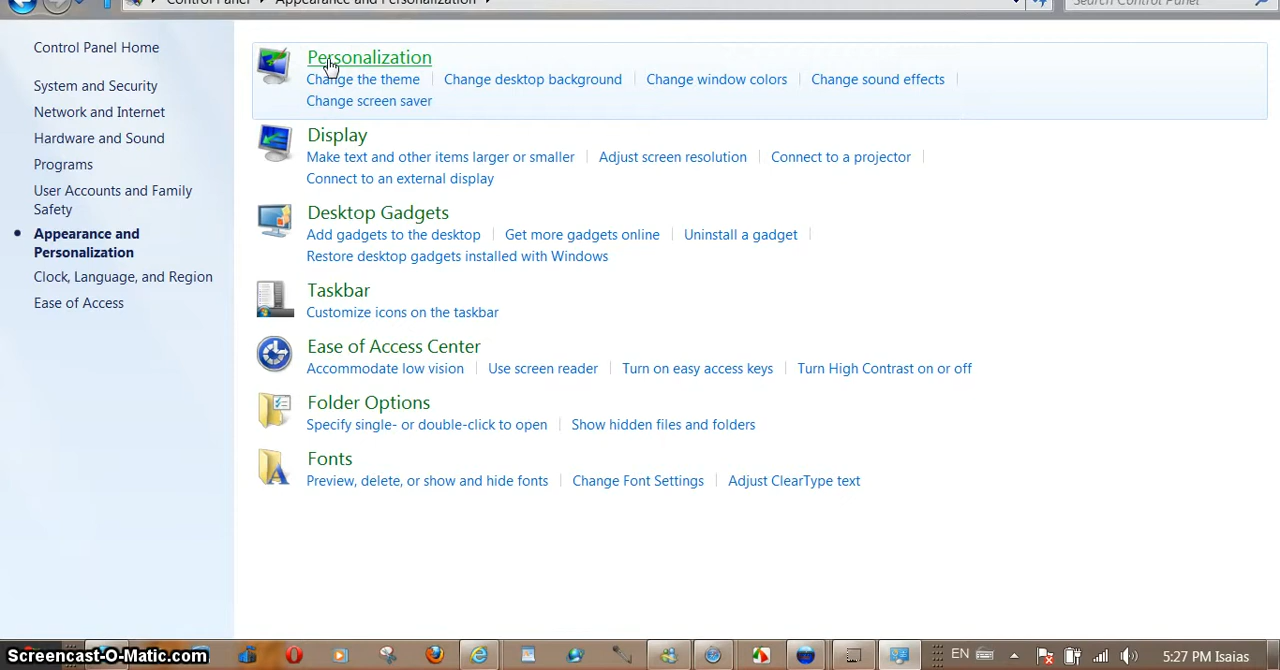 Control Panel
Appearance and Personalization
Search Control Panel
Control Panel Home
System and Security
Network and Internet
Hardware and Sound
Programs
User Accounts and Family
Safety
Appearance and
Personalization
Clock, Language, and Region
Ease of Access
Personalization
Change the theme
Change desktop background
Change window colors
Change sound effects
Change screen saver
Display
Make text and other items larger or smaller
Adjust screen resolution
Connect to a projector
Connect to an external display
Desktop Gadgets
Add gadgets to the desktop
Get more gadgets online
Uninstall a gadget
Restore desktop gadgets installed with Windows
Taskbar
Customize icons on the taskbar
Ease of Access Center
Accommodate low vision
Use screen reader
Turn on easy access keys
Turn High Contrast on or off
Folder Options
Specify single- or double-click to open
Show hidden files and folders
Fonts
Preview, delete, or show and hide fonts
Change Font Settings
Adjust ClearType text
Screencast-O-Matic.com
EN
5:27 PM Isaias